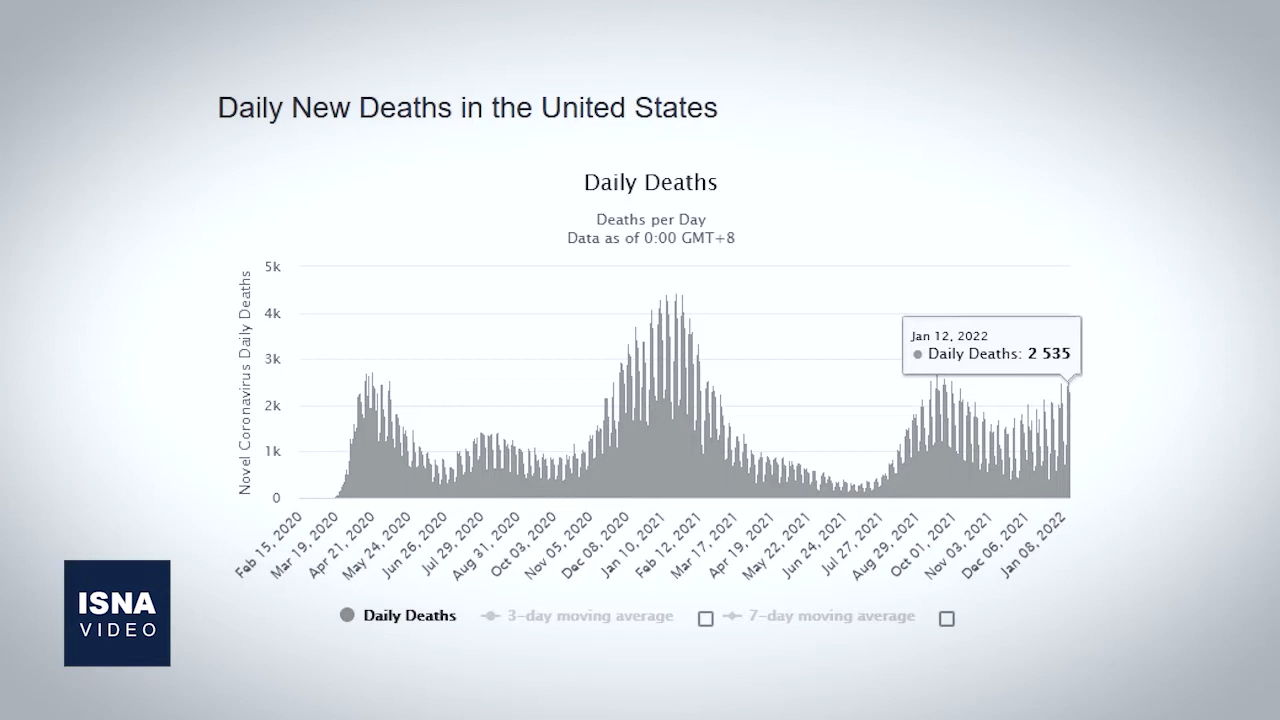 Daily New Deaths in the United States
Daily Deaths
Deaths per Day
Data as of 0:00 GMT+8
Novel Coronavirus Daily Deaths
5k
4k
3k
2k
1k
0
Jan 12, 2022
Daily Deaths: 2 535
Feb 15, 2020
Mar 19, 2020
Apr 21, 2020
May 24, 2020
Jun 26, 2020
Jul 29, 2020
Aug 31, 2020
Oct 03, 2020
Nov 05, 2020
Dec 08, 2020
Jan 10, 2021
Feb 12, 2021
Mar 17, 2021
Apr 19, 2021
May 22, 2021
Jun 24, 2021
Jul 27, 2021
Aug 29, 2021
Oct 01, 2021
Nov 03, 2021
Dec 06, 2021
Jan 08, 2022
Daily Deaths
3-day moving average
7-day moving average
ISNA
VIDEO